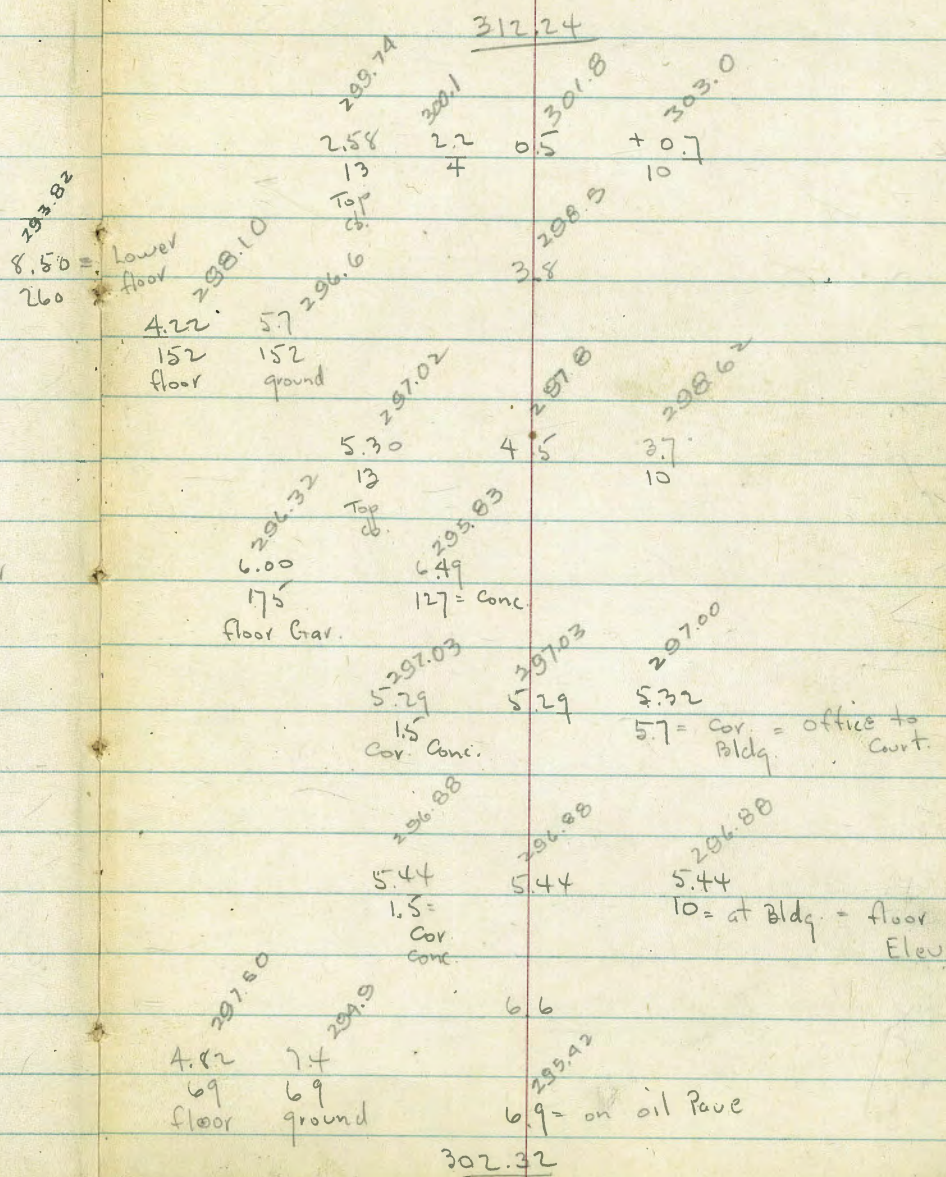 312.24
299.74 300.1 301.8 303.0
2.58 2.2 0.5 + 0.7
13 4 10
Top
cb.
293.82 298.5
8.50 = Lower 3.8
260 floor
298.10 296.6
4.22 5.7
152 152
floor ground
297.02 297.8 298.62
5.30 4.5 3.7
13 10
Top
cb.
296.32 295.83
6.00 6.49
175 127 = Conc.
floor Gar.
297.03 297.03 297.00
5.29 5.29 5.32
1.5 5.7 = Cor. = office to
Cor. Conc. Bldg. Court.
296.88 296.88 296.88
5.44 5.44 5.44
1.5 = 10 = at Bldg. = floor
Cor Elev
Conc
297.50 294.9 6.6
4.82 7.4 295.42
69 69
floor ground 6.9 = on oil Pave
302.32